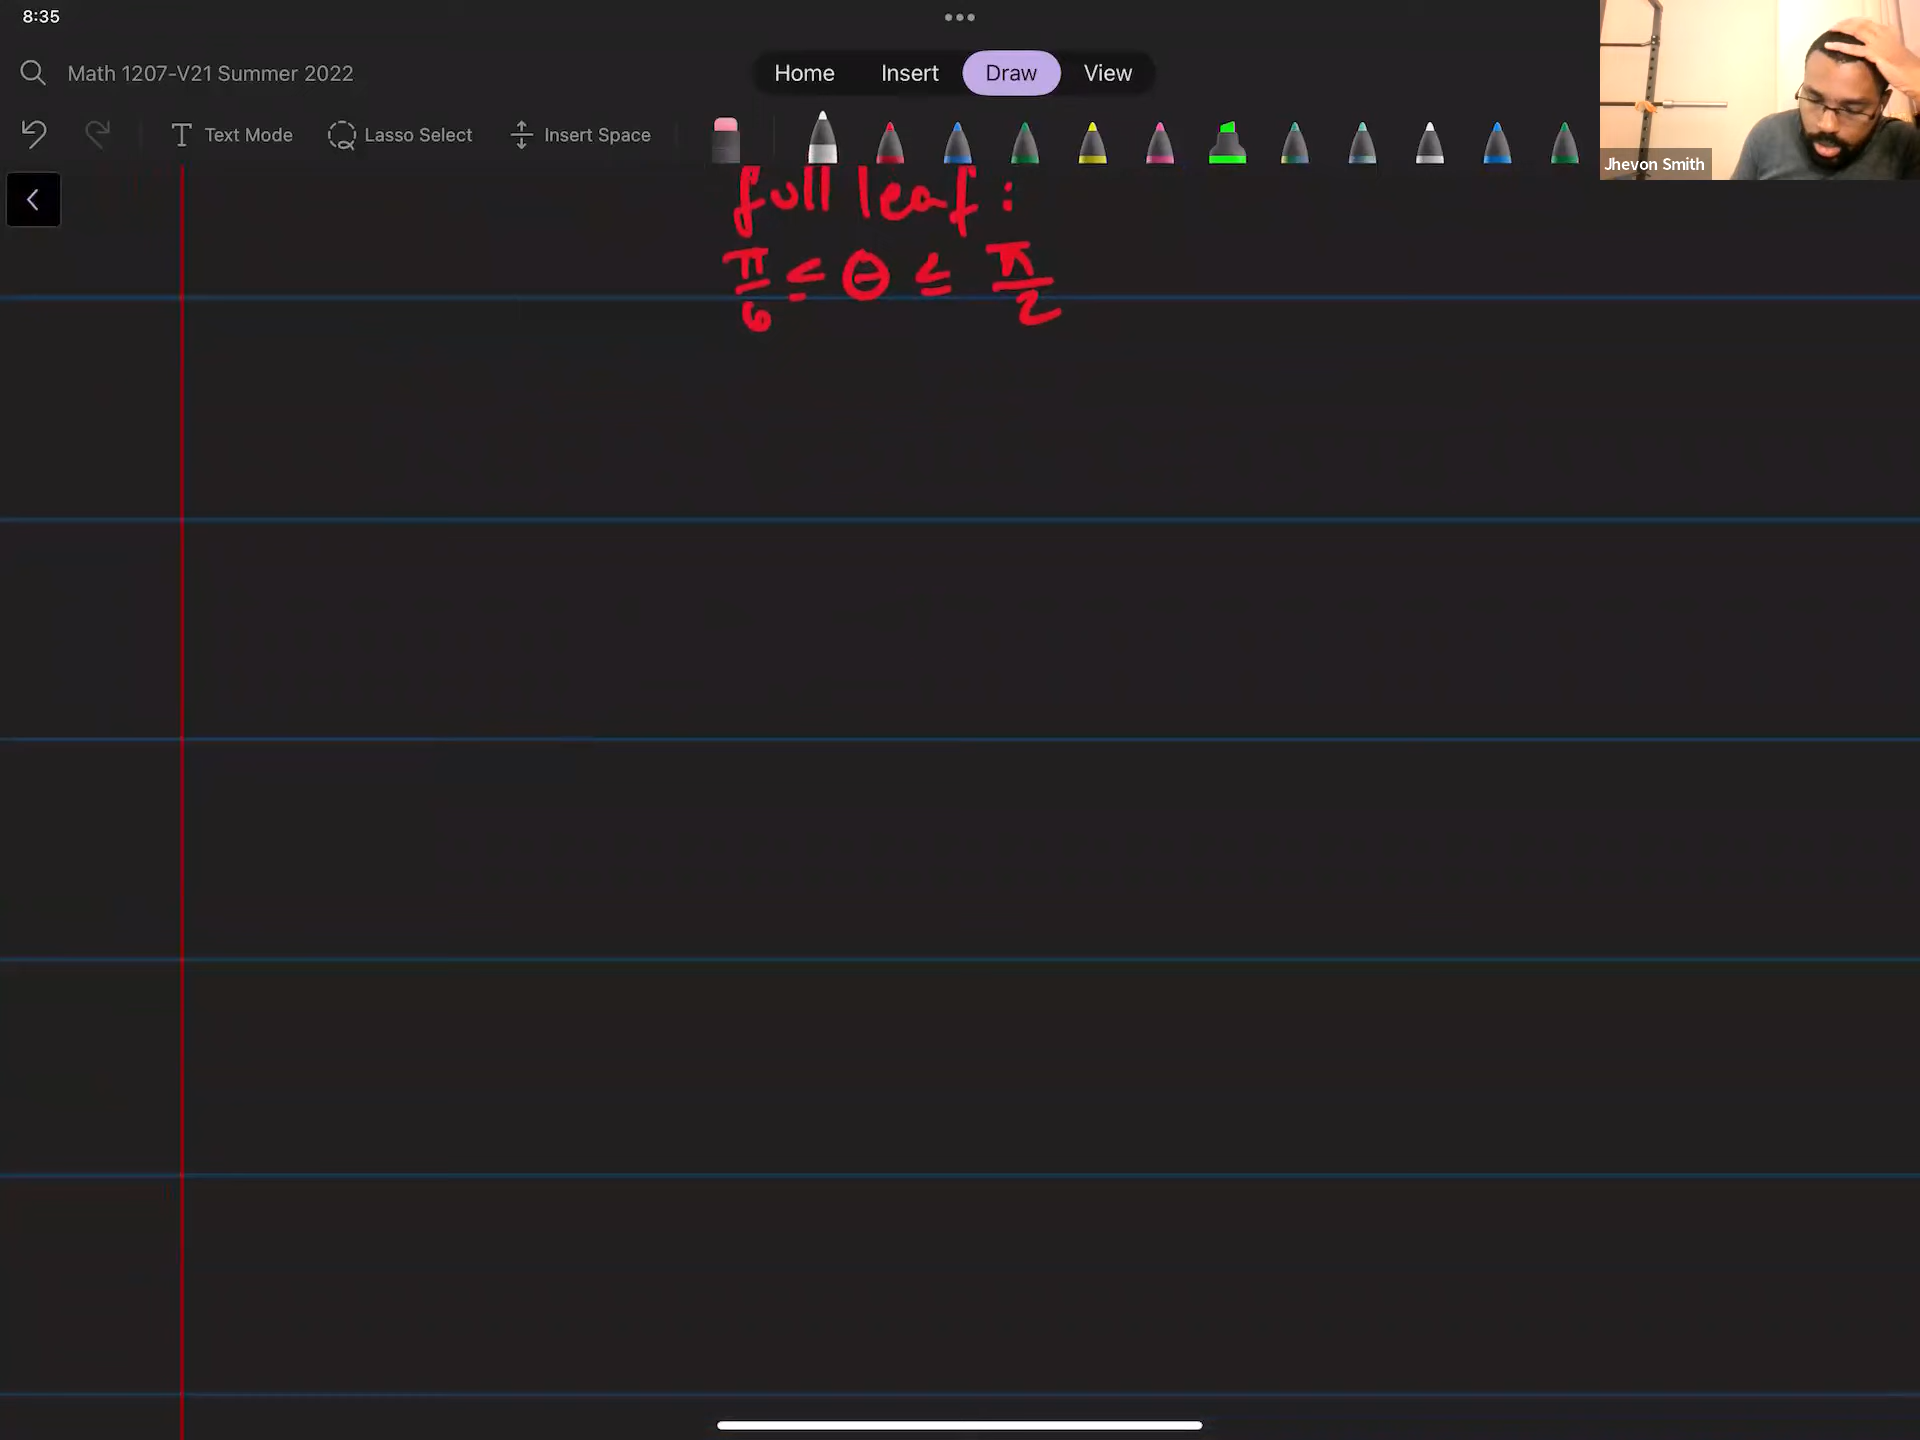 8:35
Math 1207-V21 Summer 2022
Home Insert Draw View
Text Mode Lasso Select Insert Space
Jhevon Smith
full leaf:
π/6 ≤ θ ≤ π/2